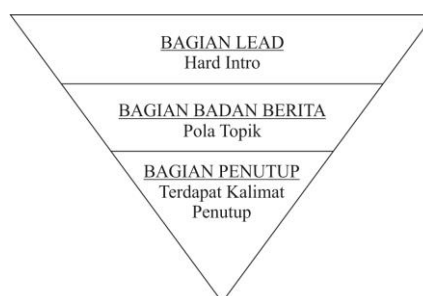 BAGIAN LEAD
Hard Intro
BAGIAN BADAN BERITA
Pola Topik
BAGIAN PENUTUP
Terdapat Kalimat
Penutup